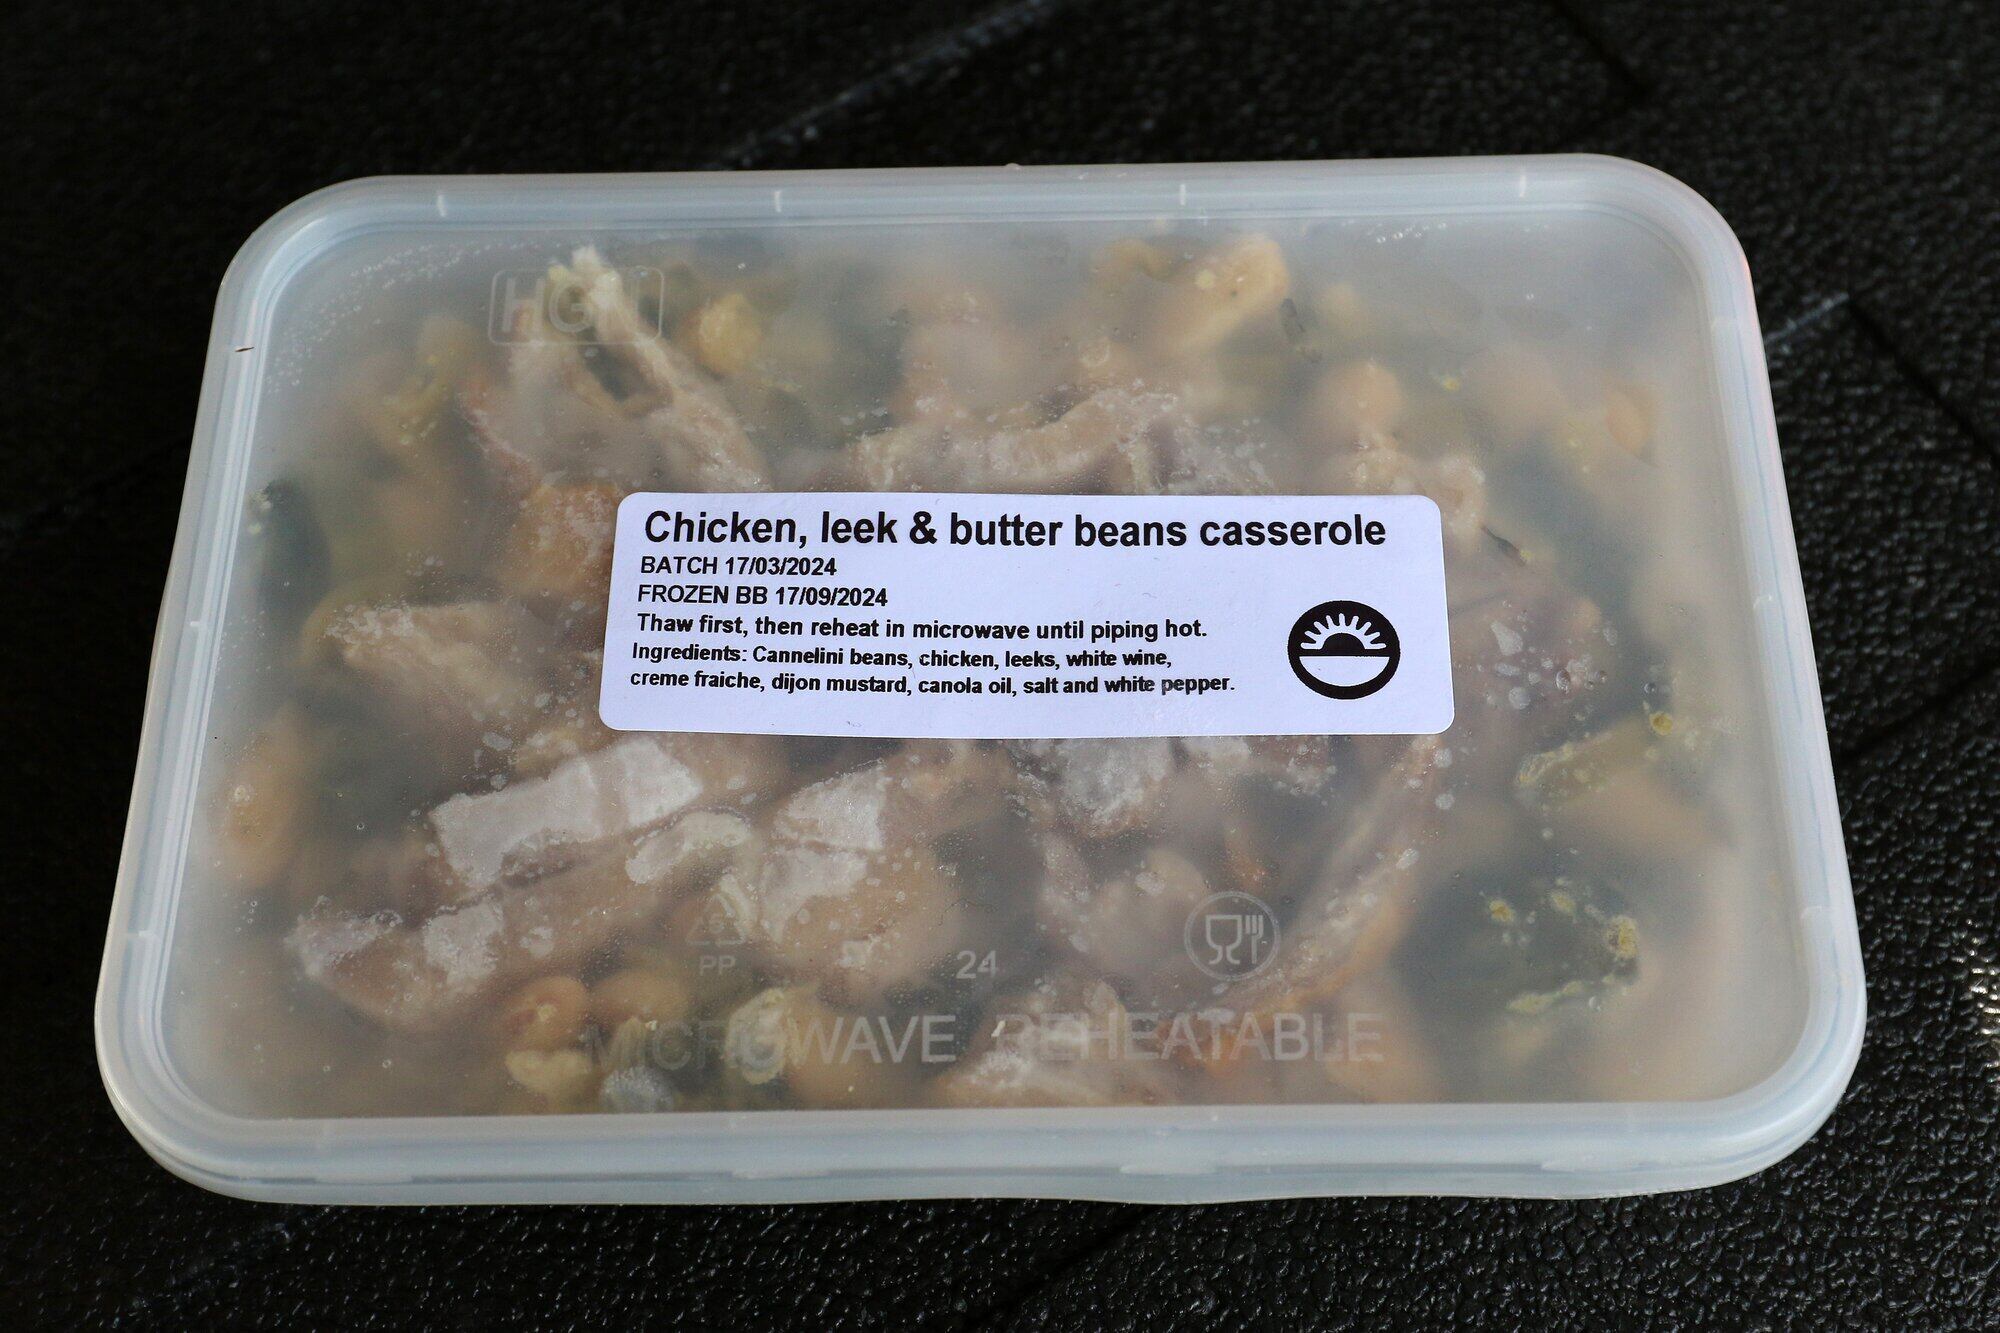 HGN
Chicken, leek & butter beans casserole
BATCH 17/03/2024
FROZEN BB 17/09/2024
Thaw first, then reheat in microwave until piping hot.
Ingredients: Cannelini beans, chicken, leeks, white wine,
creme fraiche, dijon mustard, canola oil, salt and white pepper.
5
PP
24
MICROWAVE REHEATABLE